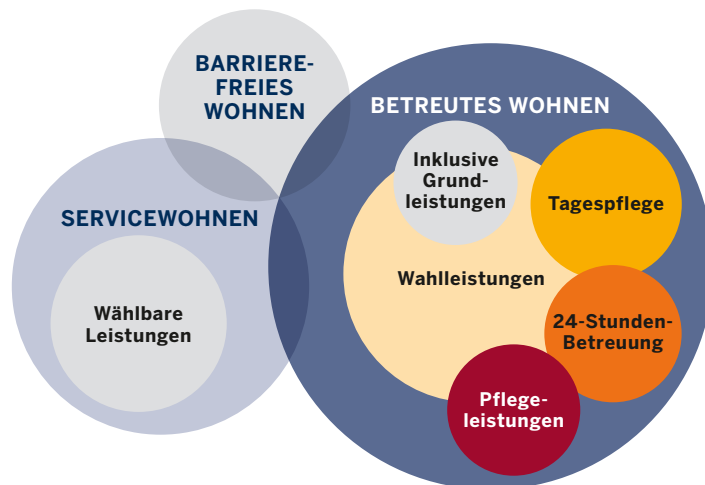 BARRIERE-
FREIES
WOHNEN
BETREUTES WOHNEN
Inklusive
Grund-
leistungen
Tagespflege
SERVICEWOHNEN
Wahlleistungen
Wählbare
Leistungen
24-Stunden-
Betreuung
Pflege-
leistungen